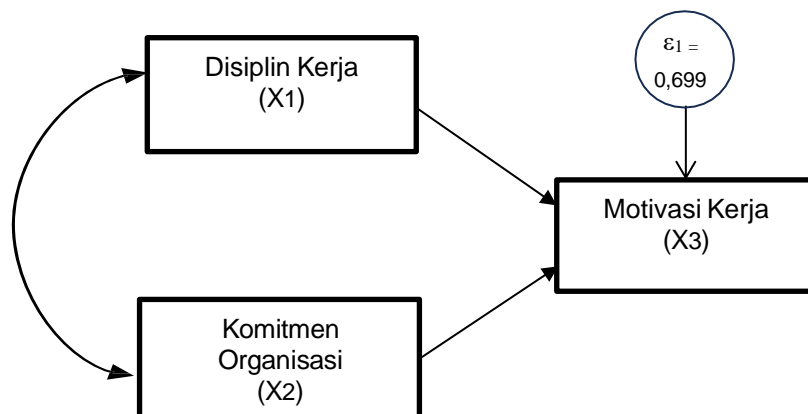 Disiplin Kerja
(X1)
ε1 =
0,699
Motivasi Kerja
(X3)
Komitmen
Organisasi
(X2)